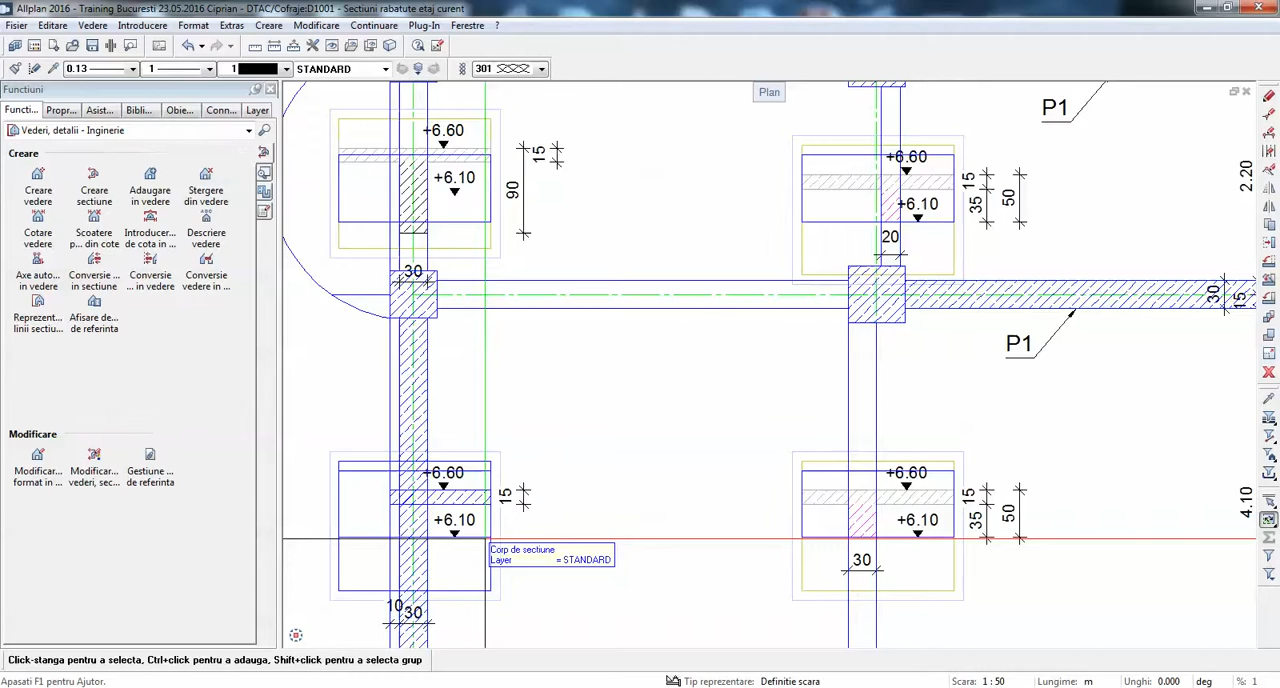 Allplan 2016 - Training Bucuresti 23.05.2016 Ciprian - DTAC/Cofraje:D1001 - Sectiuni rabatute etaj curent
Fisier Editare Vedere Introducere Format Extras Creare Modificare Continuare Plug-In Ferestre ?
0.13 1 1 STANDARD 301
Functiuni
Functi... Propr... Asist... Bibli... Obie... Conn... Layer
Vederi, detalii - Inginerie
Creare
Creare vedere
Creare sectiune
Adaugare in vedere
Stergere din vedere
Cotare vedere
Scoatere p... din cote
Introducer... de cota in ...
Descriere vedere
Axe auto... in vedere
Conversie ... in sectiune
Conversie ... in vedere
Conversie vedere in ...
Reprezent... linii sectiu...
Afisare de... de referinta
Modificare
Modificar... format in ...
Modificar... vederi, sec...
Gestiune ... de referinta
Plan
P1
+6.60
+6.10
15
90
+6.60
+6.10
15
35
50
2.20
20
30
30
15
P1
+6.60
+6.10
15
Corp de sectiune
Layer = STANDARD
10
30
+6.60
+6.10
15
35
50
4.10
30
Click-stanga pentru a selecta, Ctrl+click pentru a adauga, Shift+click pentru a selecta grup
Apasati F1 pentru Ajutor. Tip reprezentare: Definitie scara Scara: 1 : 50 Lungime: m Unghi: 0.000 deg %: 1